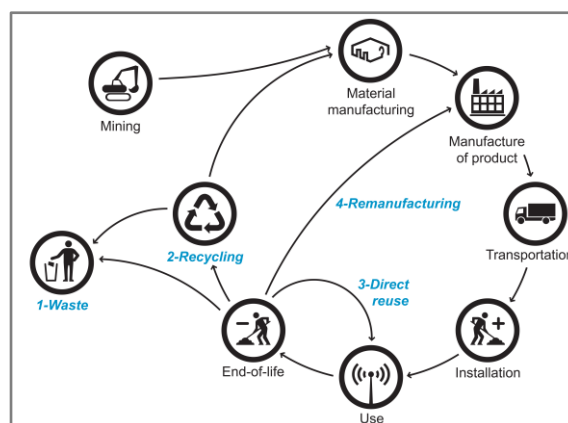 Mining
Material
manufacturing
Manufacture
of product
4-Remanufacturing
Transportation
2-Recycling
3-Direct
reuse
1-Waste
End-of-life
Installation
Use